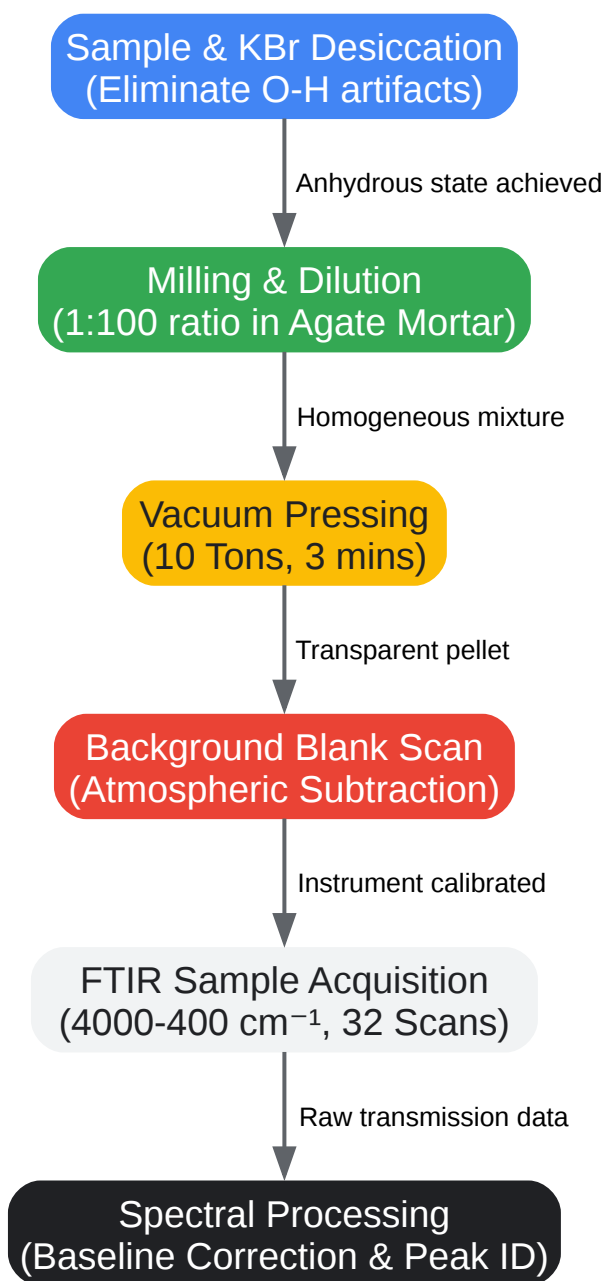 Sample & KBr Desiccation
(Eliminate O-H artifacts)
Anhydrous state achieved
Milling & Dilution
(1:100 ratio in Agate Mortar)
Homogeneous mixture
Vacuum Pressing
(10 Tons, 3 mins)
Transparent pellet
Background Blank Scan
(Atmospheric Subtraction)
Instrument calibrated
FTIR Sample Acquisition
(4000-400 cm⁻¹, 32 Scans)
Raw transmission data
Spectral Processing
(Baseline Correction & Peak ID)